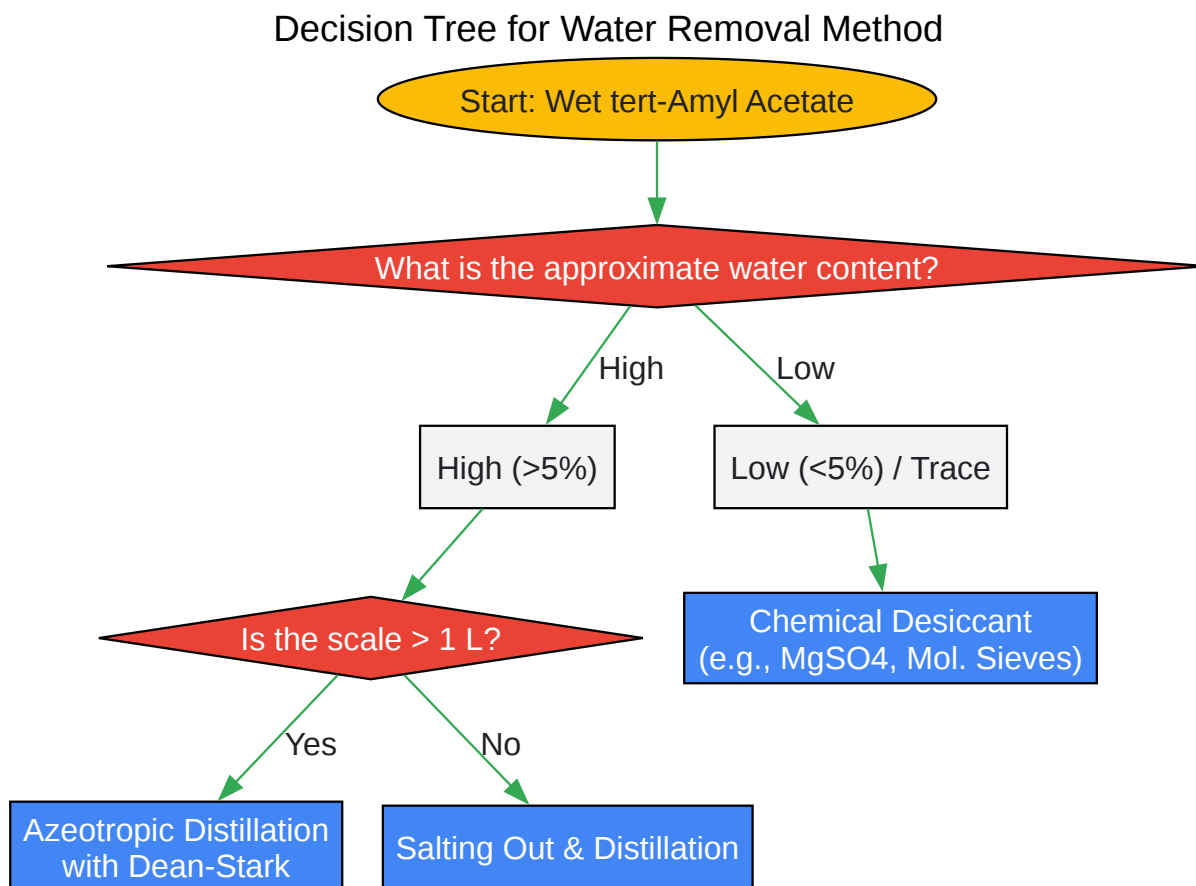 Decision Tree for Water Removal Method
Start: Wet tert-Amyl Acetate
What is the approximate water content?
High
Low
High (>5%)
Low (<5%) / Trace
Is the scale > 1 L?
Chemical Desiccant
(e.g., MgSO4, Mol. Sieves)
Yes
No
Azeotropic Distillation
with Dean-Stark
Salting Out & Distillation